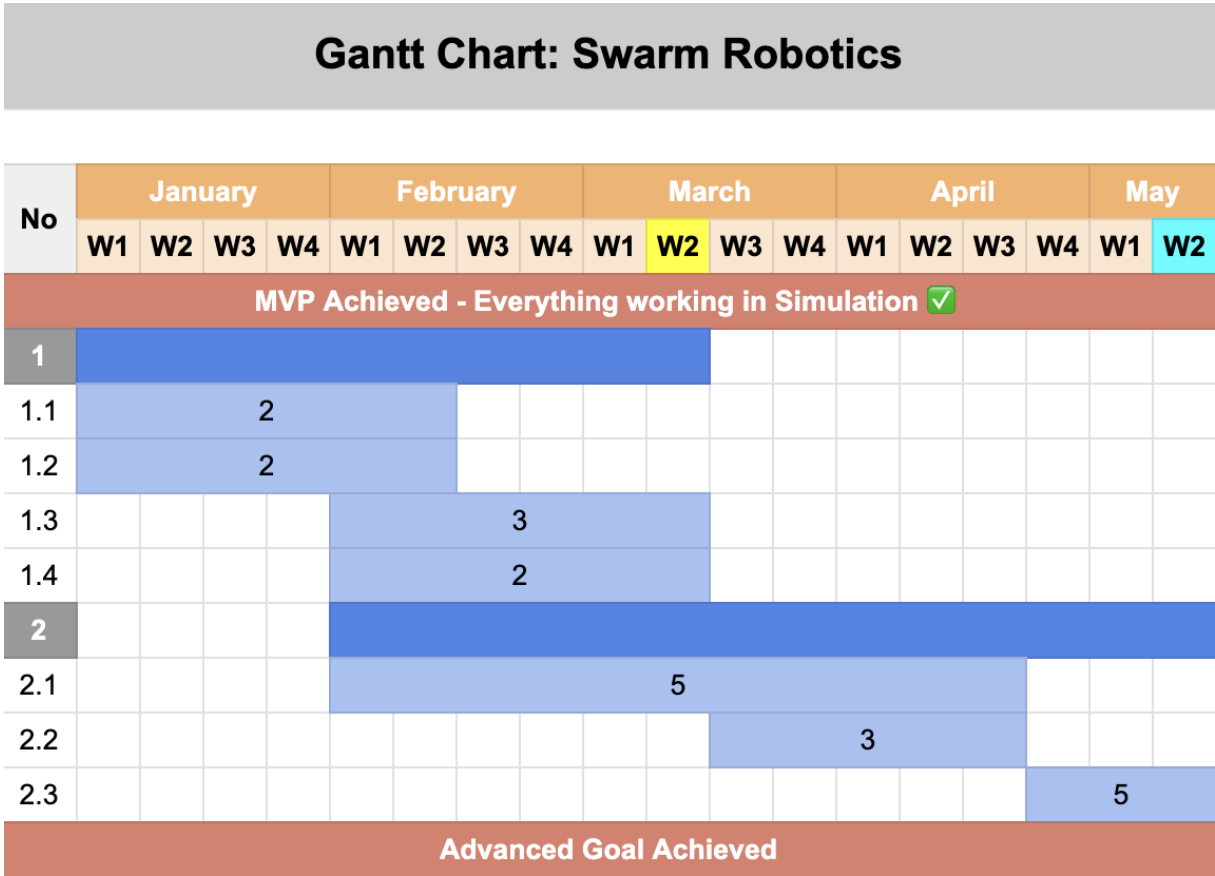 Gantt Chart: Swarm Robotics
No January February March April May
W1 W2 W3 W4 W1 W2 W3 W4 W1 W2 W3 W4 W1 W2 W3 W4 W1 W2
MVP Achieved - Everything working in Simulation ✅
1
1.1 2
1.2 2
1.3 3
1.4 2
2
2.1 5
2.2 3
2.3 5
Advanced Goal Achieved